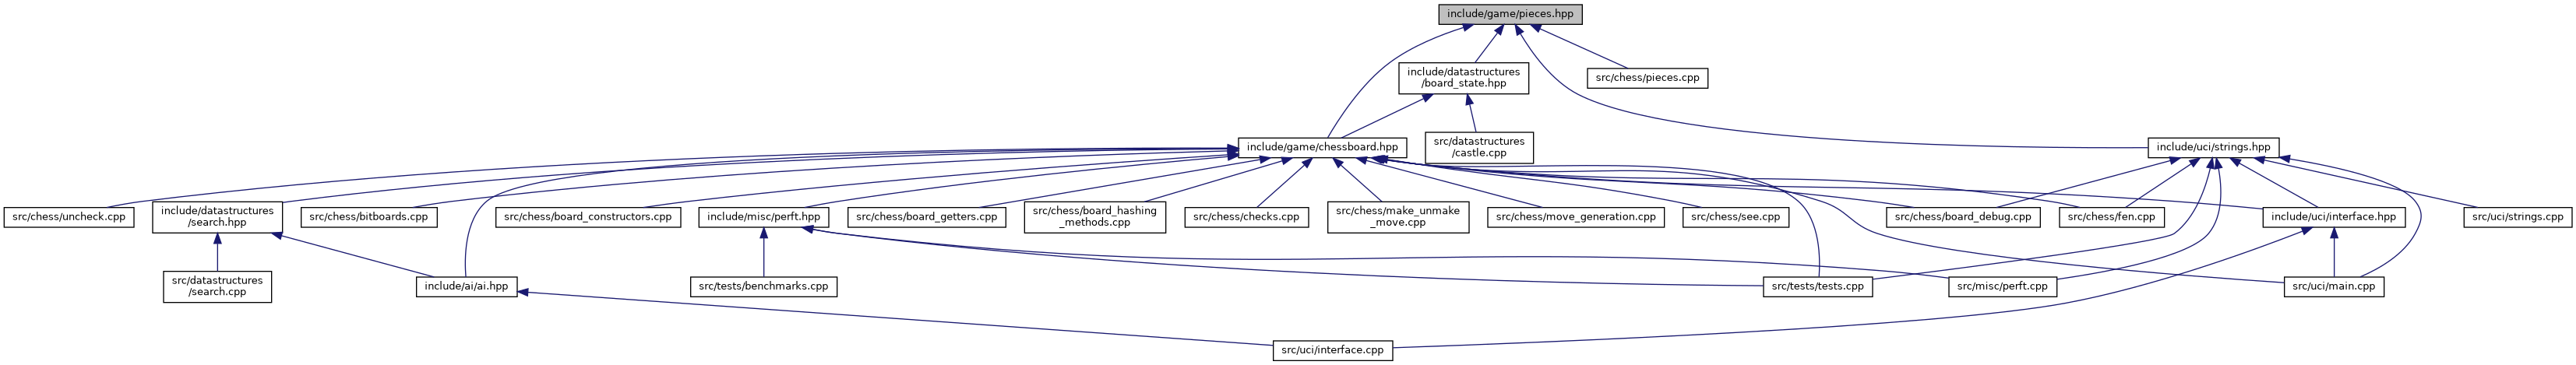 include/game/pieces.hpp
include/datastructures
/board_state.hpp
src/chess/pieces.cpp
src/datastructures
/castle.cpp
include/game/chessboard.hpp
include/uci/strings.hpp
src/chess/uncheck.cpp
include/datastructures
/search.hpp
src/chess/bitboards.cpp
src/chess/board_constructors.cpp
include/misc/perft.hpp
src/chess/board_getters.cpp
src/chess/board_hashing
_methods.cpp
src/chess/checks.cpp
src/chess/make_unmake
_move.cpp
src/chess/move_generation.cpp
src/chess/see.cpp
src/chess/board_debug.cpp
src/chess/fen.cpp
include/uci/interface.hpp
src/uci/strings.cpp
src/datastructures
/search.cpp
include/ai/ai.hpp
src/tests/benchmarks.cpp
src/tests/tests.cpp
src/misc/perft.cpp
src/uci/main.cpp
src/uci/interface.cpp